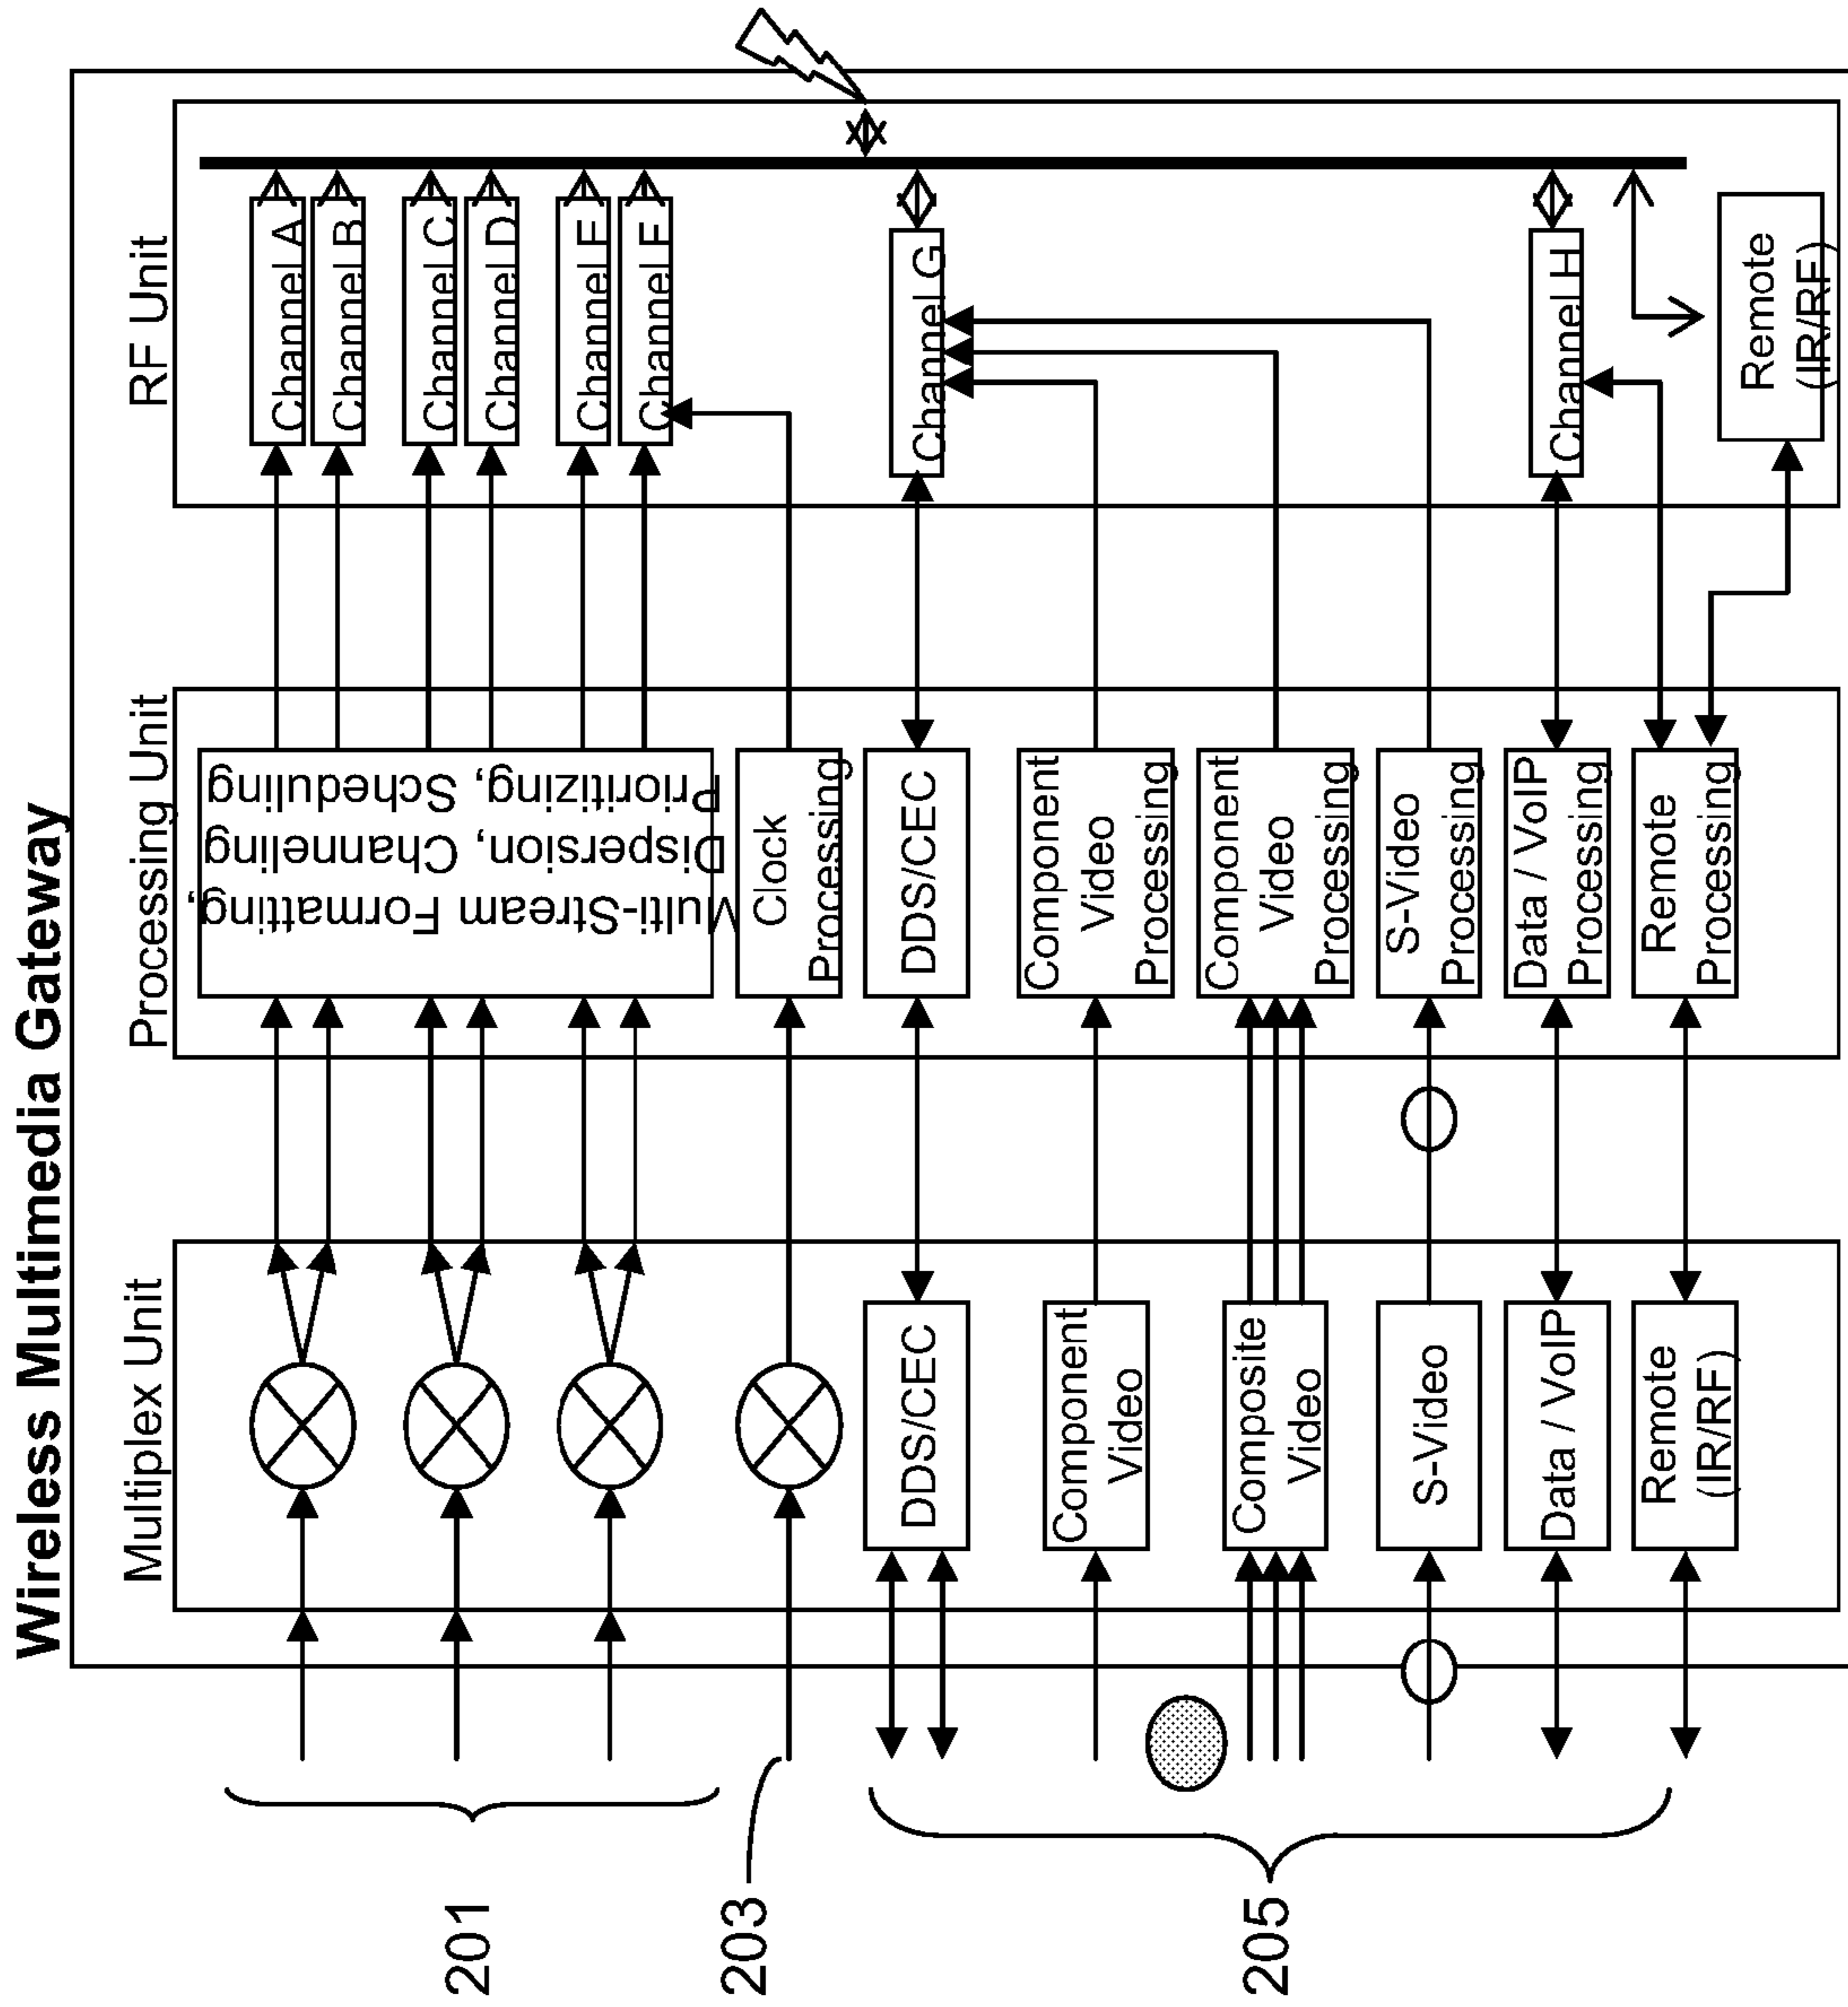 Wireless Multimedia Gateway
Multiplex Unit
Processing Unit
RF Unit
201
203
205
DDS/CEC
Component
Video
Composite
Video
S-Video
Data / VoIP
Remote
(IR/RF)
Multi-Stream Formatting,
Dispersion, Channeling
Prioritizing, Scheduling
Clock
Processing
DDS/CEC
Component
Video
Processing
Component
Video
Processing
S-Video
Processing
Data / VoIP
Processing
Remote
Processing
Channel A
Channel B
Channel C
Channel D
Channel E
Channel F
Channel G
Channel H
Remote
(IR/RF)